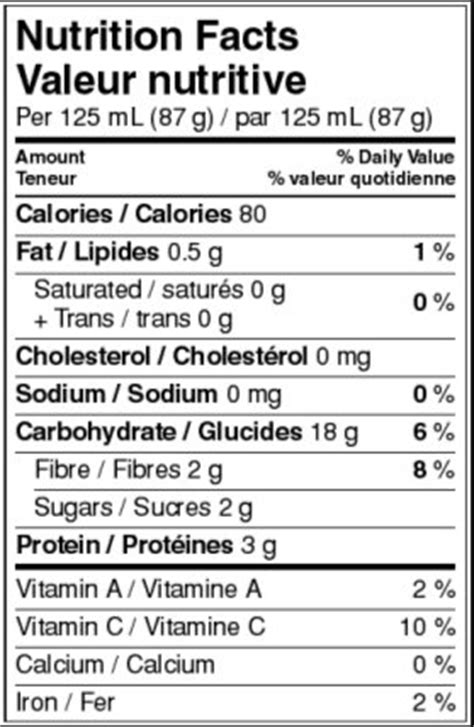 Nutrition Facts
Valeur nutritive
Per 125 mL (87 g) / par 125 mL (87 g)
Amount % Daily Value
Teneur % valeur quotidienne
Calories / Calories 80
Fat / Lipides 0.5 g 1 %
Saturated / saturés 0 g
+ Trans / trans 0 g 0 %
Cholesterol / Cholestérol 0 mg
Sodium / Sodium 0 mg 0 %
Carbohydrate / Glucides 18 g 6 %
Fibre / Fibres 2 g 8 %
Sugars / Sucres 2 g
Protein / Protéines 3 g
Vitamin A / Vitamine A 2 %
Vitamin C / Vitamine C 10 %
Calcium / Calcium 0 %
Iron / Fer 2 %